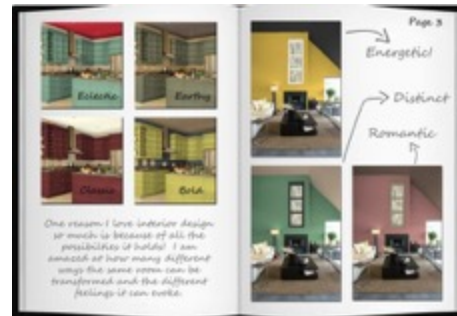 Eclectic
Earthy
Classic
Bold
One reason I love interior design
so much is because of all the
possibilities it holds! I am
amazed at how many different
ways the same room can be
transformed and the different
feelings it can evoke.
Page 3
Energetic!
Distinct
Romantic